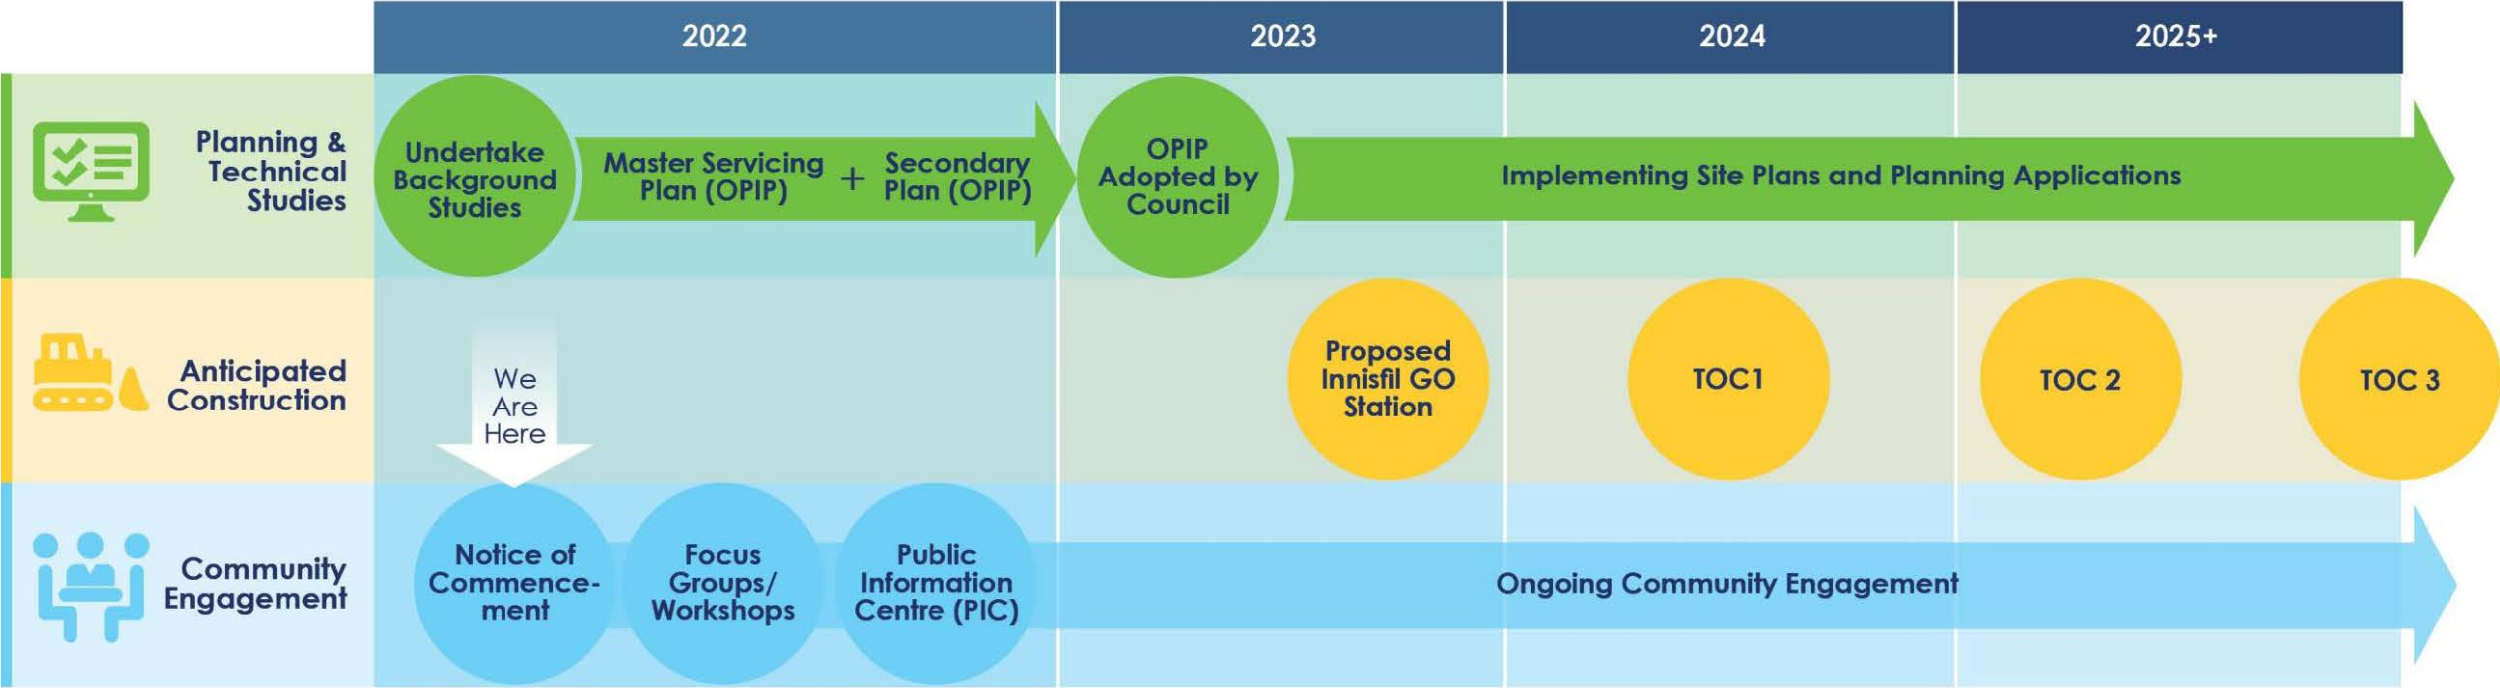 2022
2023
2024
2025+
Planning &
Technical
Studies
Undertake
Background
Studies
Master Servicing
Plan (OPIP)
+
Secondary
Plan (OPIP)
OPIP
Adopted by
Council
Implementing Site Plans and Planning Applications
Anticipated
Construction
We
Are
Here
Proposed
Innisfil GO
Station
TOC1
TOC 2
TOC 3
Community
Engagement
Notice of
Commence-
ment
Focus
Groups/
Workshops
Public
Information
Centre (PIC)
Ongoing Community Engagement